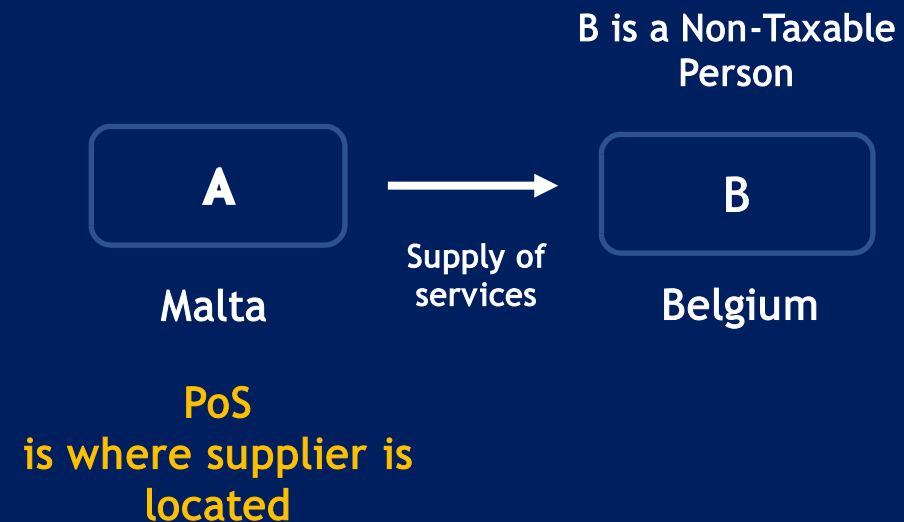 B is a Non-Taxable
Person
A
B
Supply of
services
Malta
Belgium
PoS
is where supplier is
located